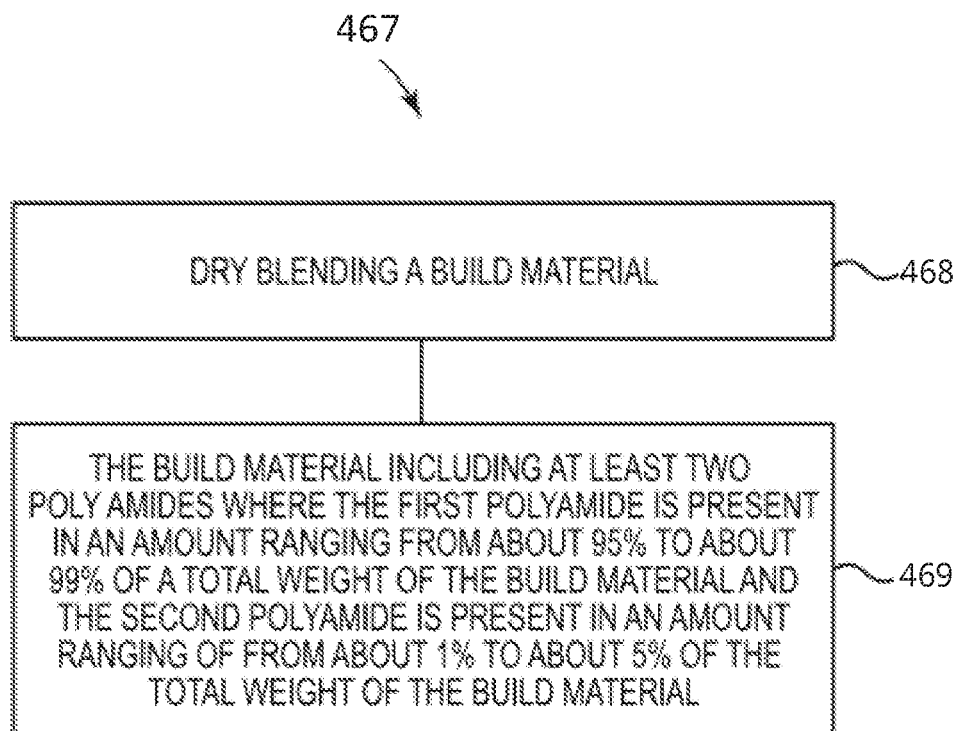 467
DRY BLENDING A BUILD MATERIAL
468
THE BUILD MATERIAL INCLUDING AT LEAST TWO
POLY AMIDES WHERE THE FIRST POLYAMIDE IS PRESENT
IN AN AMOUNT RANGING FROM ABOUT 95% TO ABOUT
99% OF A TOTAL WEIGHT OF THE BUILD MATERIAL AND
THE SECOND POLYAMIDE IS PRESENT IN AN AMOUNT
RANGING OF FROM ABOUT 1% TO ABOUT 5% OF THE
TOTAL WEIGHT OF THE BUILD MATERIAL
469